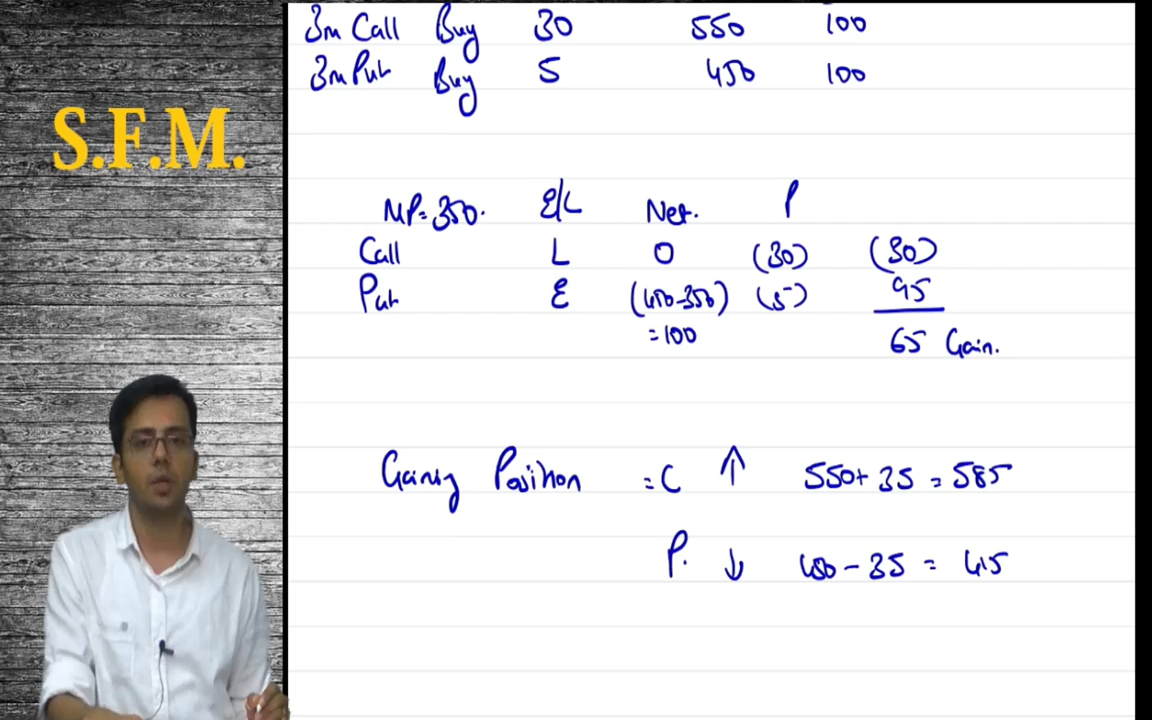 3m Call Buy 30 550 100
3m Put Buy 5 450 100
S.F.M.
MP=350. E/L Net. P
Call L 0 (30) (30)
Put E (450-350) (5) 95
=100
65 Gain.
Gaining Position =C ↑ 550+35 = 585
P. ↓ 450-35 = 415